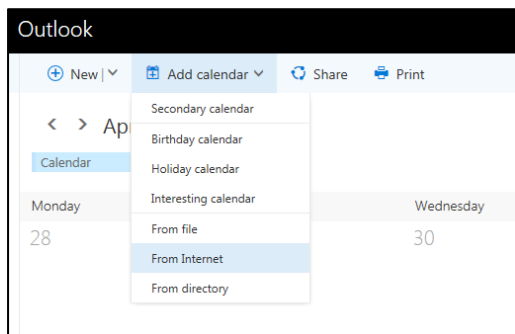 Outlook
New Add calendar Share Print
Secondary calendar
Birthday calendar
Holiday calendar
Interesting calendar
From file
From Internet
From directory
Calendar
Monday Wednesday
28 30